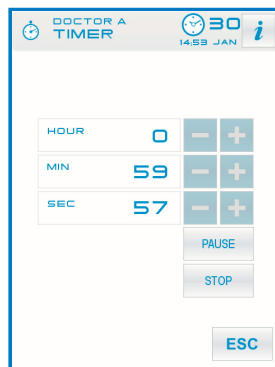 DOCTOR A
TIMER
30
14:53 JAN
i
HOUR 0
MIN 59
SEC 57
PAUSE
STOP
ESC